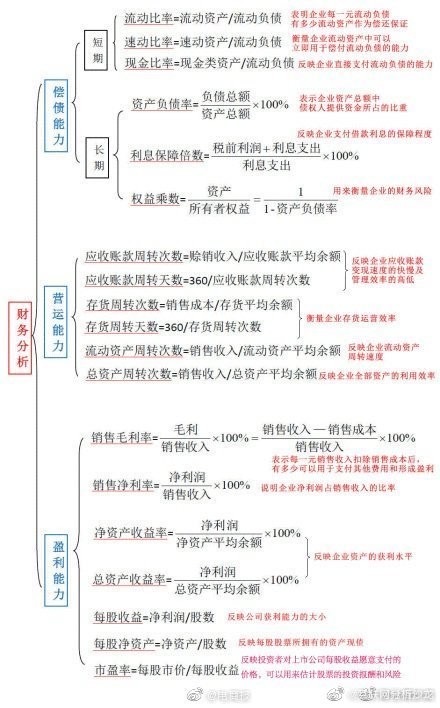 财务分析
偿债能力
短期
流动比率=流动资产/流动负债
表明企业每一元流动负债
有多少流动资产作为偿还保证
速动比率=速动资产/流动负债
衡量企业流动资产中可以
立即用于偿付流动负债的能力
现金比率=现金类资产/流动负债
反映企业直接支付流动负债的能力
长期
资产负债率=负债总额/资产总额×100%
表示企业资产总额中
债权人提供资金所占的比重
反映企业支付借款利息的保障程度
利息保障倍数=税前利润+利息支出/利息支出×100%
权益乘数=资产/所有者权益=1/1-资产负债率
用来衡量企业的财务风险
营运能力
应收账款周转次数=赊销收入/应收账款平均余额
应收账款周转天数=360/应收账款周转次数
反映企业应收账款
变现速度的快慢及
管理效率的高低
存货周转次数=销售成本/存货平均余额
存货周转天数=360/存货周转次数
衡量企业存货运营效率
流动资产周转次数=销售收入/流动资产平均余额
反映企业流动资产
周转速度
总资产周转次数=销售收入/总资产平均余额
反映企业全部资产的利用效率
盈利能力
销售毛利率=毛利/销售收入×100%=销售收入—销售成本/销售收入×100%
表示每一元销售收入扣除销售成本后,
有多少可以用于支付其他费用和形成盈利
销售净利率=净利润/销售收入×100%
说明企业净利润占销售收入的比率
净资产收益率=净利润/净资产平均余额×100%
总资产收益率=净利润/总资产平均余额×100%
反映企业资产的获利水平
每股收益=净利润/股数
反映公司获利能力的大小
每股净资产=净资产/股数
反映每股股票所拥有的资产现值
市盈率=每股市价/每股收益
反映投资者对上市公司每股收益愿意支付的
价格,可以用来估计股票的投资报酬和风险